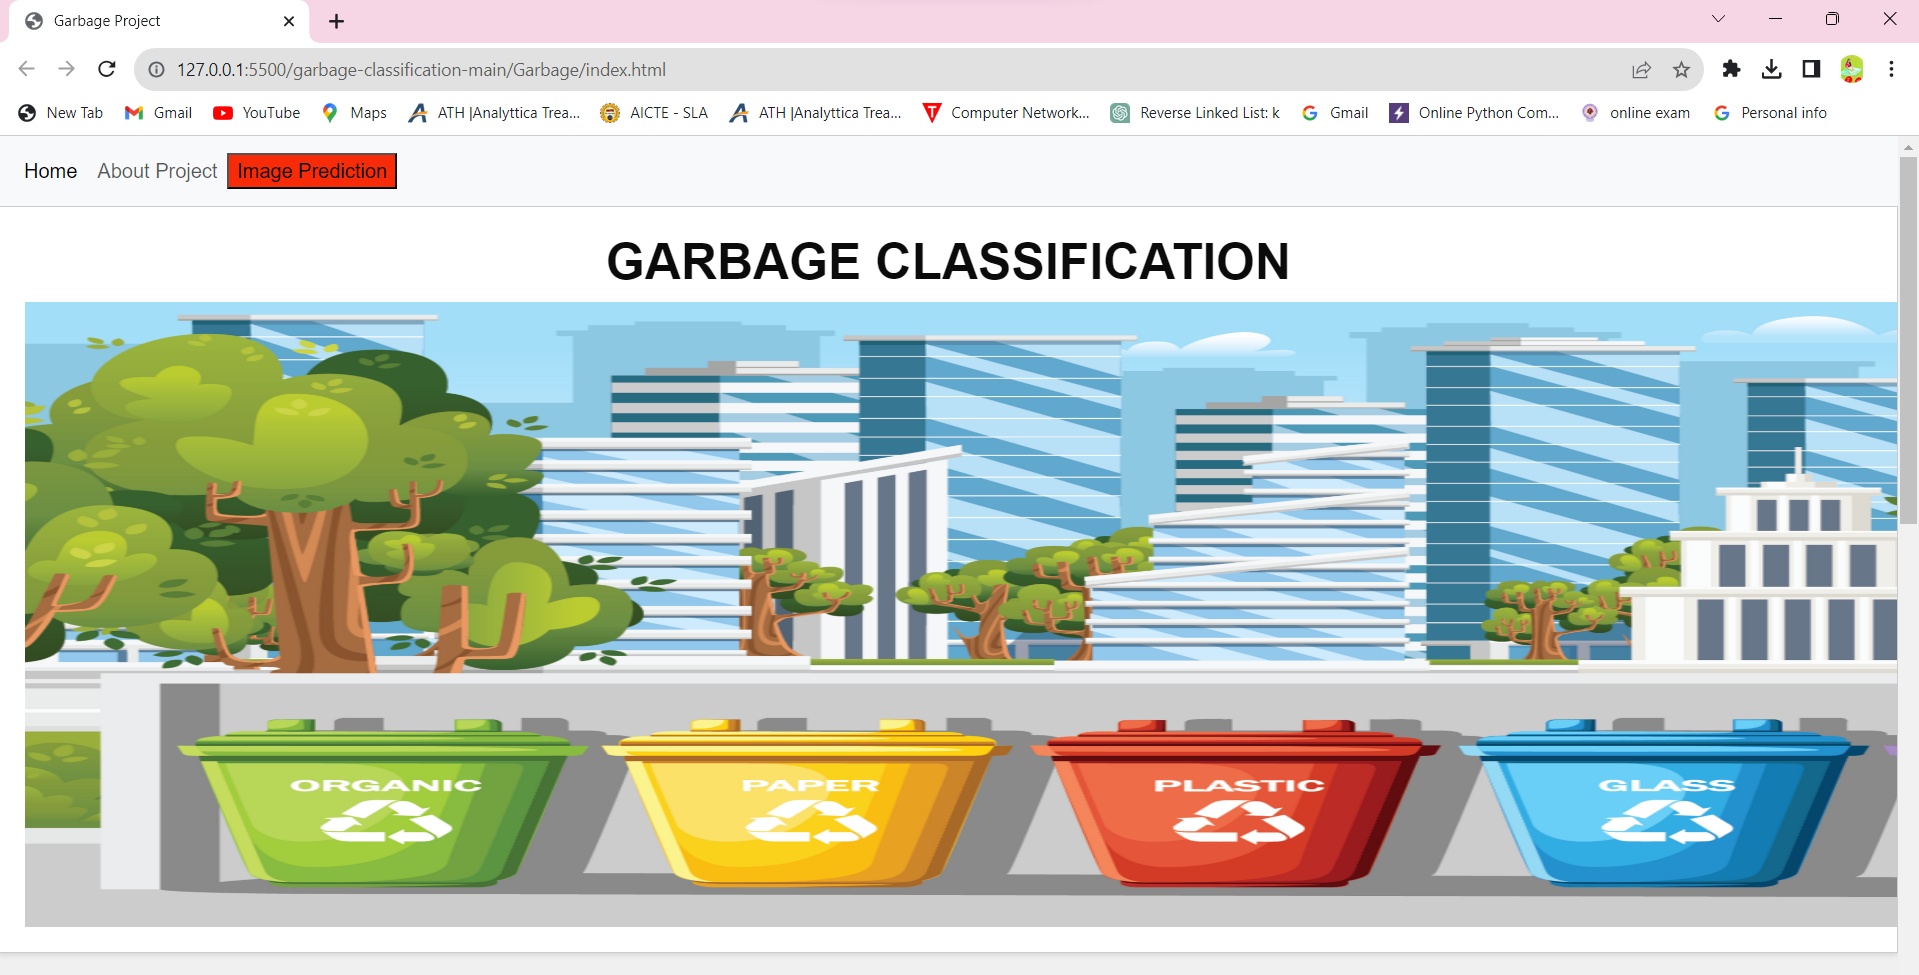 Garbage Project
127.0.0.1:5500/garbage-classification-main/Garbage/index.html
New Tab Gmail YouTube Maps ATH |Analyttica Trea... AICTE - SLA ATH |Analyttica Trea... Computer Network... Reverse Linked List: k Gmail Online Python Com... online exam Personal info
Home About Project Image Prediction
GARBAGE CLASSIFICATION
ORGANIC PAPER PLASTIC GLASS